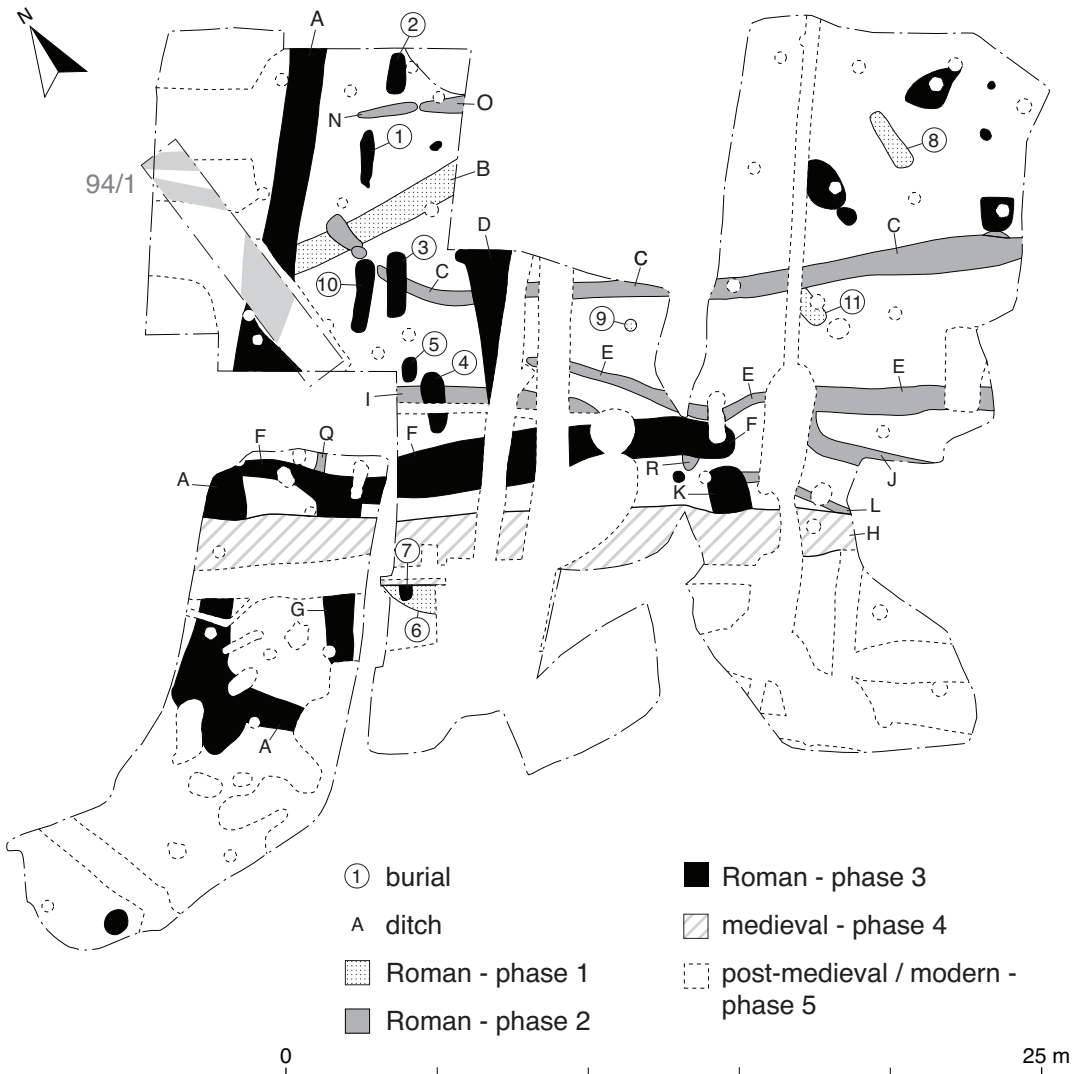 N
A
2
N
O
1
94/1
B
8
3
D
C
C
C
10
9
11
5
4
E
E
E
I
F
Q
F
F
A
R
K
J
L
H
7
G
6
A
1 burial
A ditch
Roman - phase 1
Roman - phase 2
Roman - phase 3
medieval - phase 4
post-medieval / modern -
phase 5
0
25 m